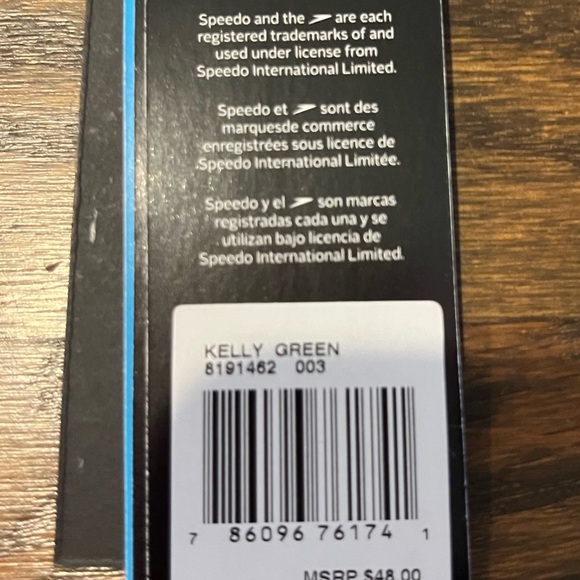 Speedo and the are each
registered trademarks of and
used under license from
Speedo International Limited.
Speedo et sont des
marquesde commerce
enregistrées sous licence de
Speedo International Limitée.
Speedo y el son marcas
registradas cada una y se
utilizan bajo licencia de
Speedo International Limited.
KELLY GREEN
8191462 003
7 86096 76174 1
MSRP $48.00